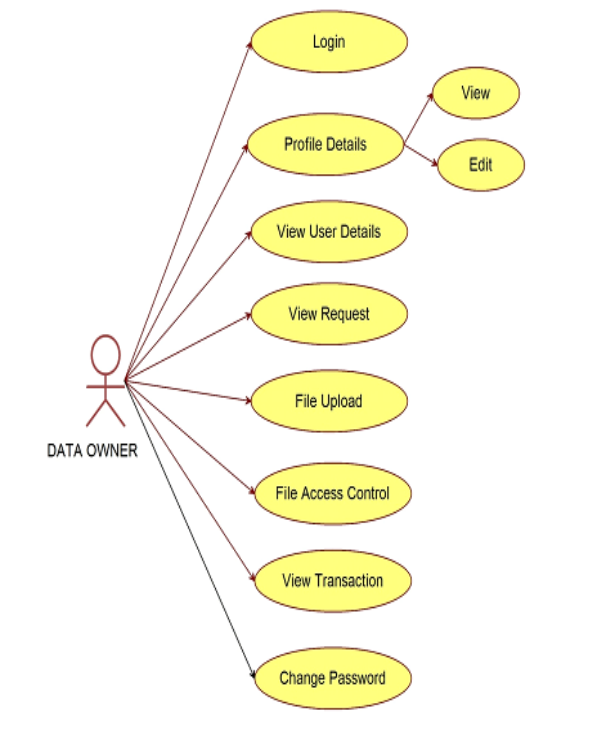 Login
View
Profile Details
Edit
View User Details
View Request
File Upload
DATA OWNER
File Access Control
View Transaction
Change Password